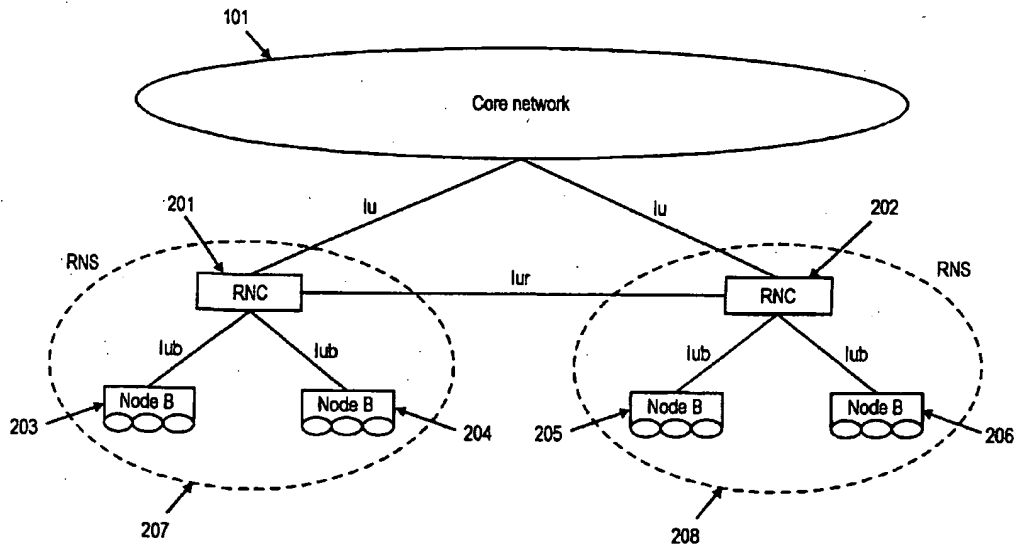 101
Core network
201
Iu
Iu
202
RNS
RNS
RNC
Iur
RNC
Iub
Iub
Iub
Iub
Node B
Node B
Node B
Node B
203
204
205
206
207
208